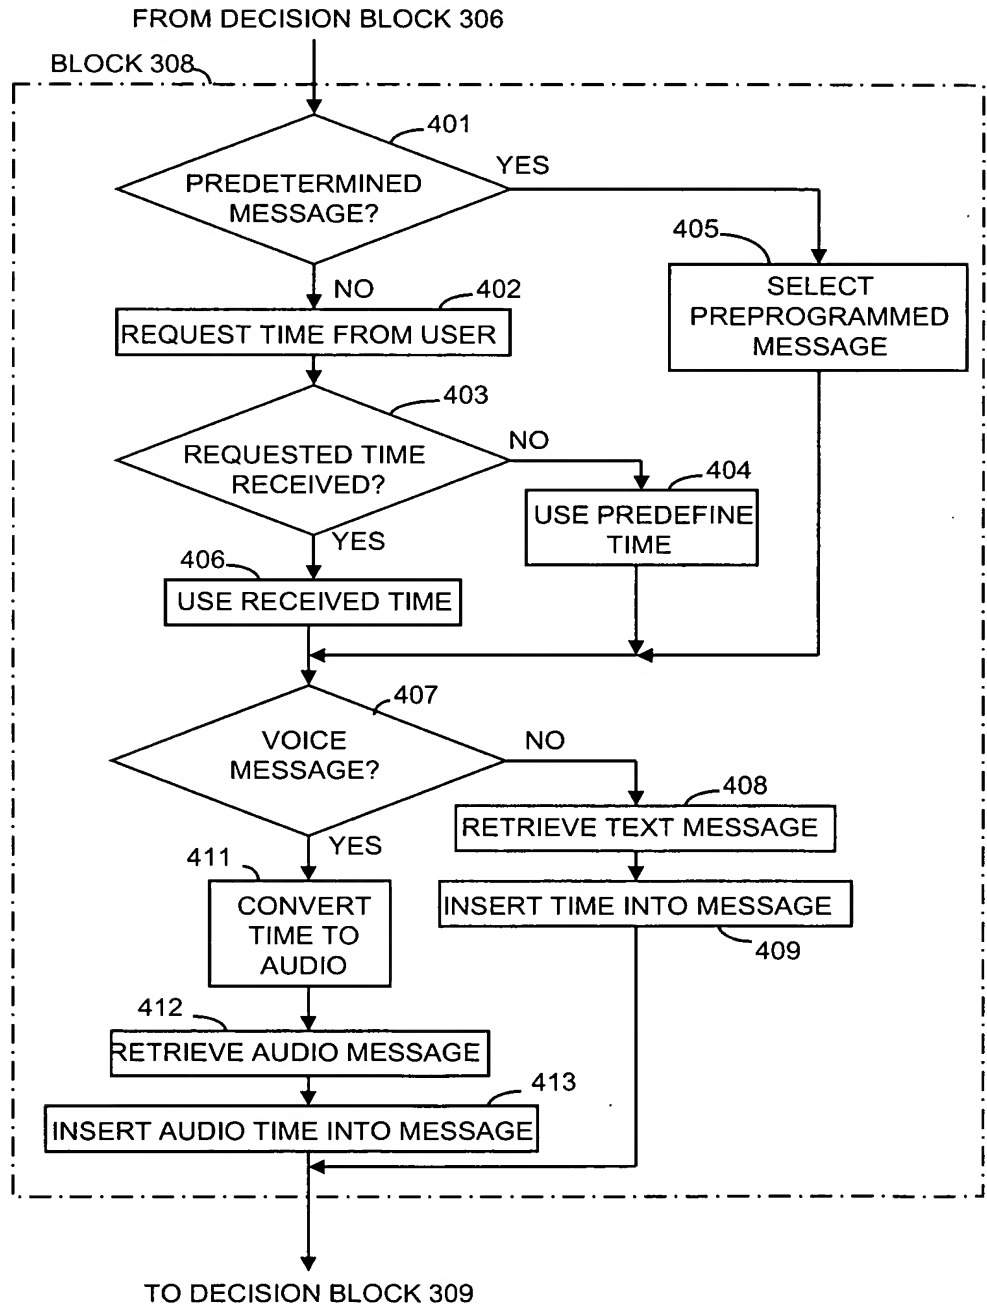 FROM DECISION BLOCK 306
BLOCK 308
401
PREDETERMINED
MESSAGE?
YES
NO
405
SELECT
PREPROGRAMMED
MESSAGE
402
REQUEST TIME FROM USER
403
REQUESTED TIME
RECEIVED?
NO
404
USE PREDEFINE
TIME
YES
406
USE RECEIVED TIME
407
VOICE
MESSAGE?
NO
408
RETRIEVE TEXT MESSAGE
YES
411
CONVERT
TIME TO
AUDIO
INSERT TIME INTO MESSAGE
409
412
RETRIEVE AUDIO MESSAGE
413
INSERT AUDIO TIME INTO MESSAGE
TO DECISION BLOCK 309